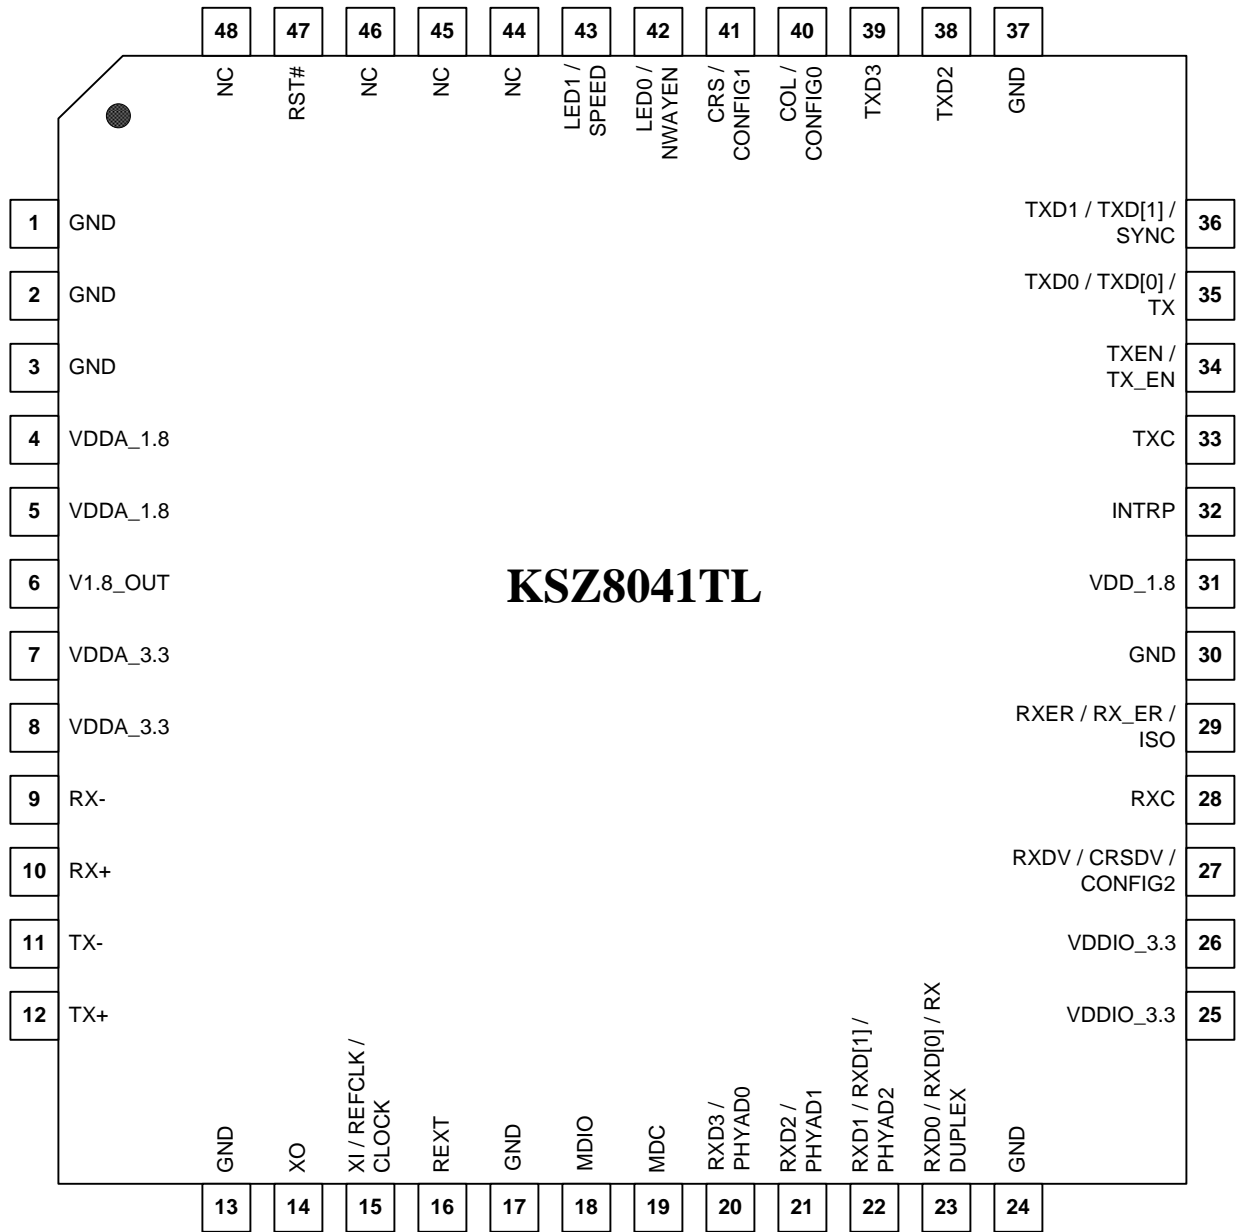 48 47 46 45 44 43 42 41 40 39 38 37
NC
RST#
NC
NC
NC
LED1 /
SPEED
LED0 /
NWAYEN
CRS /
CONFIG1
COL /
CONFIG0
TXD3
TXD2
GND
1 GND
2 GND
3 GND
4 VDDA_1.8
5 VDDA_1.8
6 V1.8_OUT
7 VDDA_3.3
8 VDDA_3.3
9 RX-
10 RX+
11 TX-
12 TX+
KSZ8041TL
TXD1 / TXD[1] /
SYNC
36
TXD0 / TXD[0] /
TX
35
TXEN /
TX_EN
34
TXC 33
INTRP 32
VDD_1.8 31
GND 30
RXER / RX_ER /
ISO
29
RXC 28
RXDV / CRSDV /
CONFIG2
27
VDDIO_3.3 26
VDDIO_3.3 25
GND
XO
XI / REFCLK /
CLOCK
REXT
GND
MDIO
MDC
RXD3 /
PHYAD0
RXD2 /
PHYAD1
RXD1 / RXD[1] /
PHYAD2
RXD0 / RXD[0] / RX
DUPLEX
GND
13 14 15 16 17 18 19 20 21 22 23 24